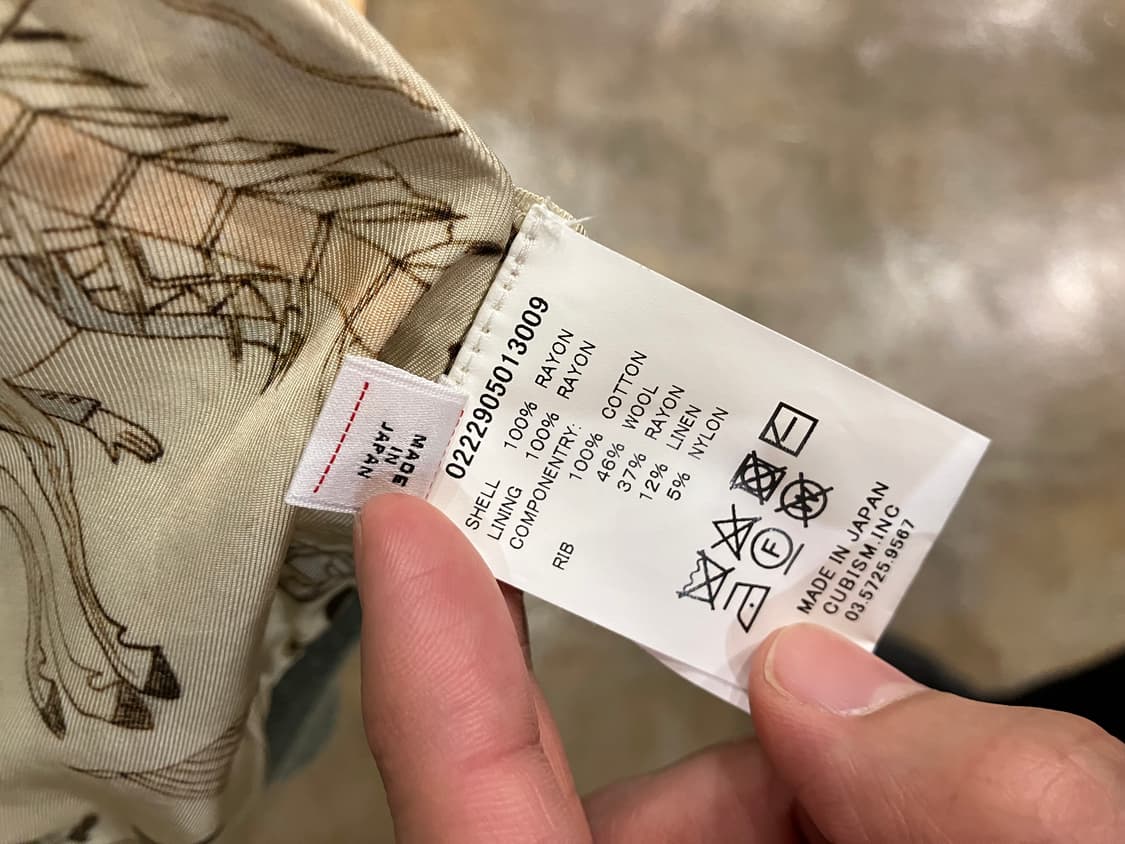 0222905013009
SHELL 100% RAYON
LINING 100% RAYON
COMPONENTRY:
100% COTTON
RIB 46% WOOL
37% RAYON
12% LINEN
5% NYLON
W
F
MADE IN JAPAN
CUBISM.INC
03.5725.9567
MADE
IN
JAPAN